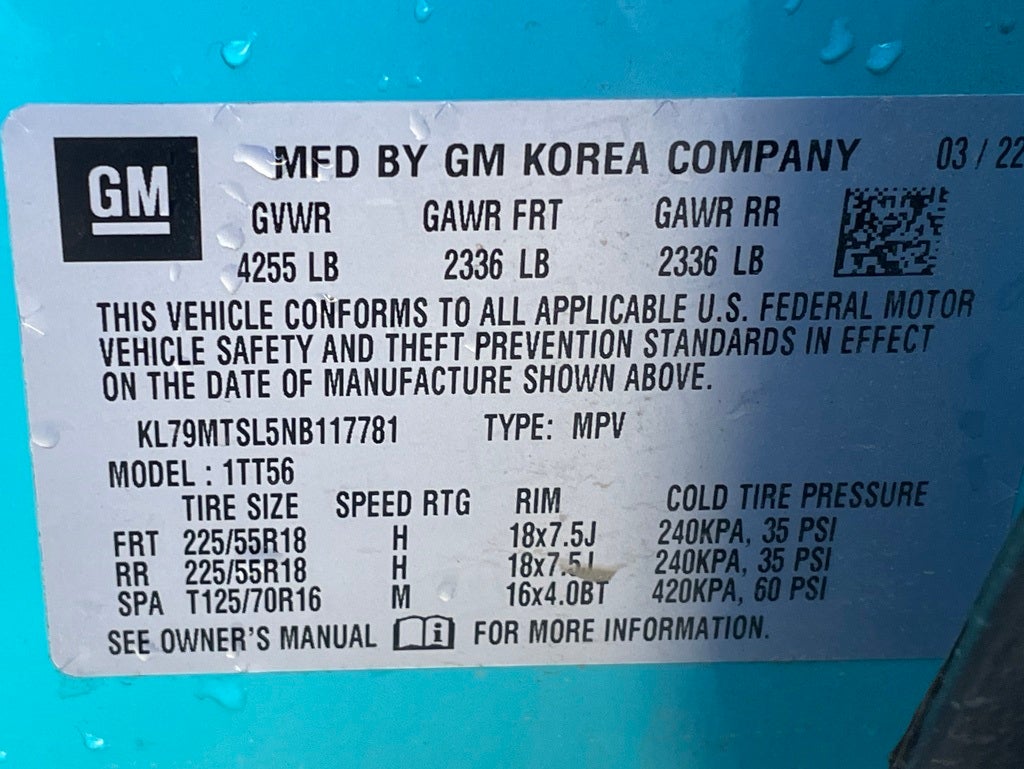 GM
MFD BY GM KOREA COMPANY 03 / 22
GVWR GAWR FRT GAWR RR
4255 LB 2336 LB 2336 LB
THIS VEHICLE CONFORMS TO ALL APPLICABLE U.S. FEDERAL MOTOR
VEHICLE SAFETY AND THEFT PREVENTION STANDARDS IN EFFECT
ON THE DATE OF MANUFACTURE SHOWN ABOVE.
KL79MTSL5NB117781 TYPE: MPV
MODEL : 1TT56
TIRE SIZE SPEED RTG RIM COLD TIRE PRESSURE
FRT 225/55R18 H 18x7.5J 240KPA, 35 PSI
RR 225/55R18 H 18x7.5J 240KPA, 35 PSI
SPA T125/70R16 M 16x4.0BT 420KPA, 60 PSI
SEE OWNER'S MANUAL i FOR MORE INFORMATION.